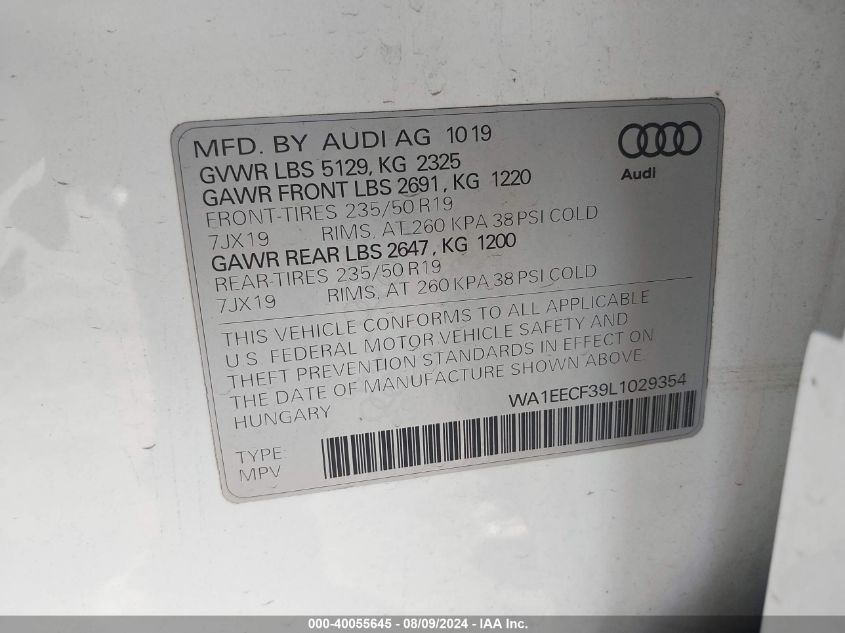 MFD. BY AUDI AG 1019
GVWR LBS 5129, KG 2325
GAWR FRONT LBS 2691, KG 1220
FRONT-TIRES 235/50 R19
7JX19 RIMS, AT 260 KPA 38 PSI COLD
GAWR REAR LBS 2647, KG 1200
REAR-TIRES 235/50 R19
7JX19 RIMS, AT 260 KPA 38 PSI COLD
Audi
THIS VEHICLE CONFORMS TO ALL APPLICABLE
U.S. FEDERAL MOTOR VEHICLE SAFETY AND
THEFT PREVENTION STANDARDS IN EFFECT ON
THE DATE OF MANUFACTURE SHOWN ABOVE.
HUNGARY WA1EECF39L1029354
TYPE:
MPV
000-40055645 - 08/09/2024 - IAA Inc.